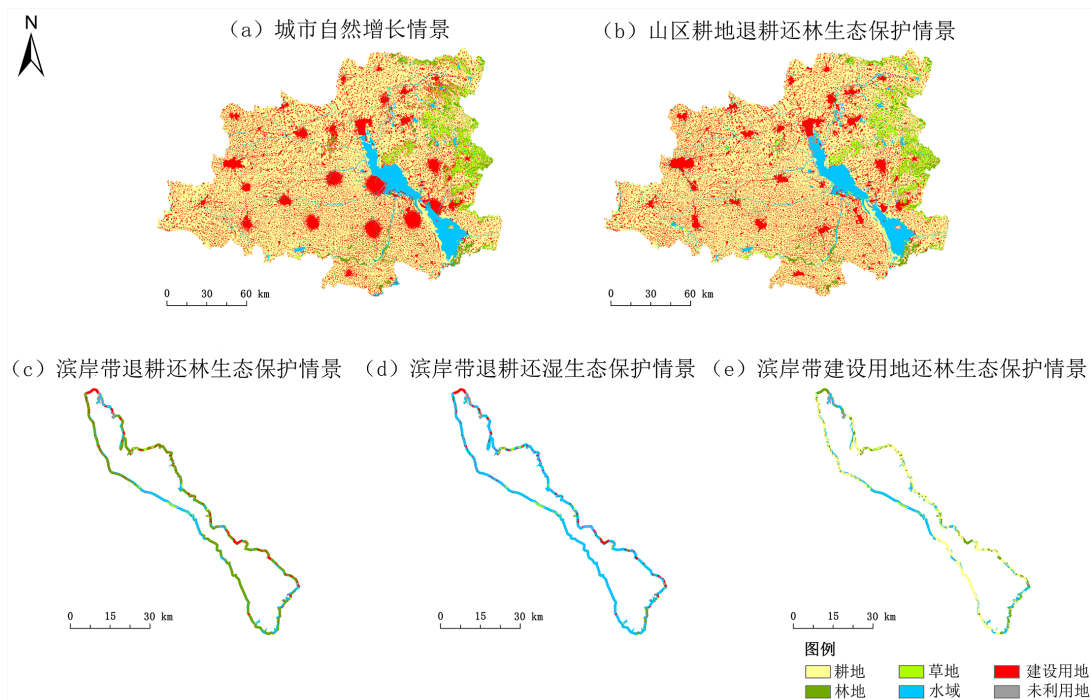 N
（a）城市自然增长情景
（b）山区耕地退耕还林生态保护情景
0 30 60 km
0 30 60 km
（c）滨岸带退耕还林生态保护情景
（d）滨岸带退耕还湿生态保护情景
（e）滨岸带建设用地还林生态保护情景
0 15 30 km
0 15 30 km
0 15 30 km
图例
耕地 草地 建设用地
林地 水域 未利用地